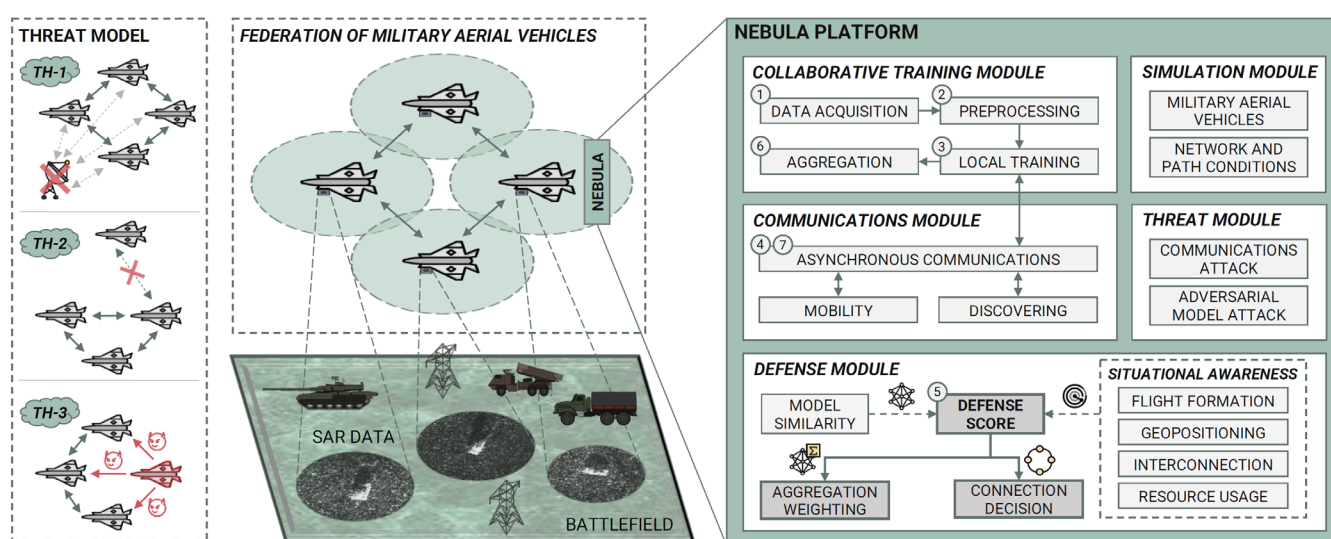 THREAT MODEL
TH-1
TH-2
TH-3
FEDERATION OF MILITARY AERIAL VEHICLES
NEBULA
SAR DATA
BATTLEFIELD
NEBULA PLATFORM
COLLABORATIVE TRAINING MODULE
1
DATA ACQUISITION
2
PREPROCESSING
6
AGGREGATION
3
LOCAL TRAINING
SIMULATION MODULE
MILITARY AERIAL
VEHICLES
NETWORK AND
PATH CONDITIONS
COMMUNICATIONS MODULE
4 7
ASYNCHRONOUS COMMUNICATIONS
MOBILITY
DISCOVERING
THREAT MODULE
COMMUNICATIONS
ATTACK
ADVERSARIAL
MODEL ATTACK
DEFENSE MODULE
MODEL
SIMILARITY
5
DEFENSE
SCORE
Σ
AGGREGATION
WEIGHTING
CONNECTION
DECISION
SITUATIONAL AWARENESS
FLIGHT FORMATION
GEOPOSITIONING
INTERCONNECTION
RESOURCE USAGE